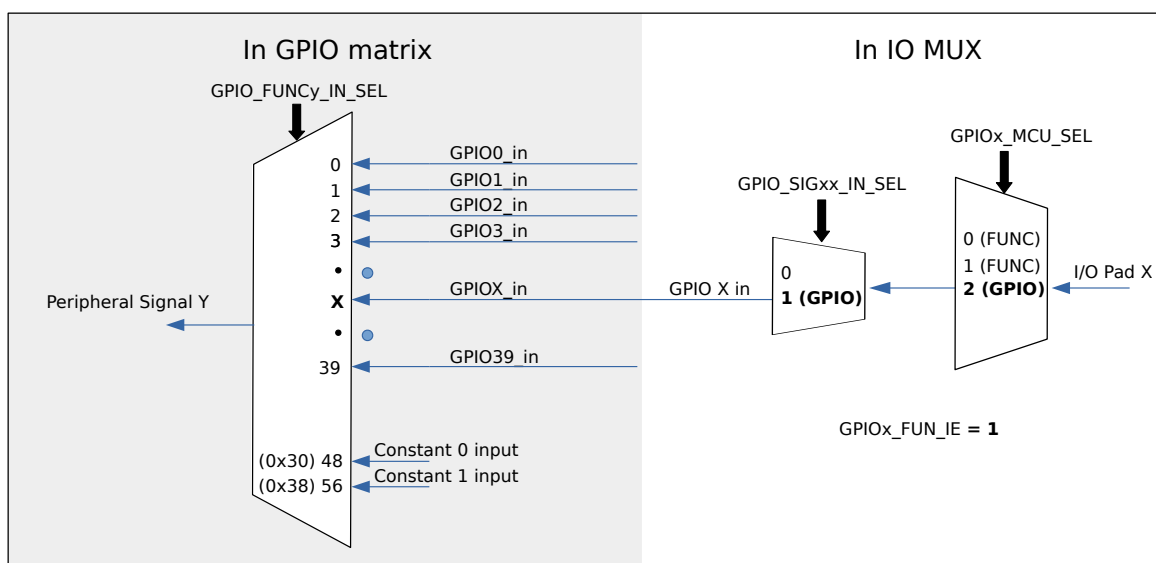 In GPIO matrix
In IO MUX
GPIO_FUNCy_IN_SEL
GPIOx_MCU_SEL
GPIO_SIGxx_IN_SEL
0 GPIO0_in
1 GPIO1_in
2 GPIO2_in
3 GPIO3_in
X GPIOX_in
39 GPIO39_in
(0x30) 48 Constant 0 input
(0x38) 56 Constant 1 input
Peripheral Signal Y
GPIO X in
0
1 (GPIO)
0 (FUNC)
1 (FUNC)
2 (GPIO)
I/O Pad X
GPIOx_FUN_IE = 1